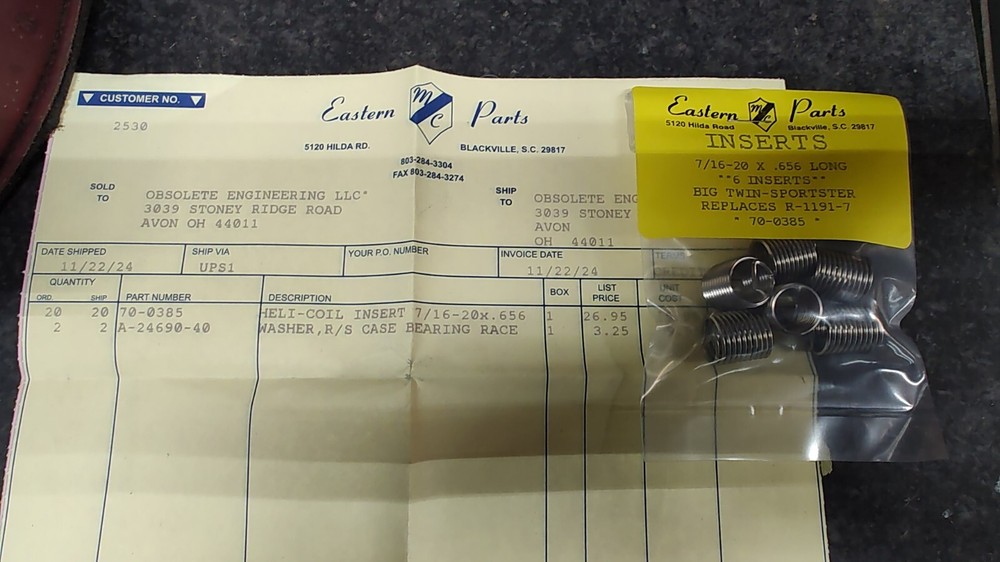 CUSTOMER NO.
2530
Eastern MC Parts
5120 HILDA RD. BLACKVILLE, S.C. 29817
803-284-3304
FAX 803-284-3274
SOLD TO
OBSOLETE ENGINEERING LLC*
3039 STONEY RIDGE ROAD
AVON OH 44011
SHIP TO
OBSOLETE ENG
3039 STONEY
AVON
OH 44011
DATE SHIPPED SHIP VIA YOUR P.O. NUMBER INVOICE DATE TERMS
11/22/24 UPS1 11/22/24
QUANTITY
ORD. SHIP PART NUMBER DESCRIPTION BOX LIST PRICE UNIT COST
20 20 70-0385 HELI-COIL INSERT 7/16-20x.656 1 26.95
2 2 A-24690-40 WASHER,R/S CASE BEARING RACE 1 3.25
Eastern MC Parts
5120 Hilda Road Blackville, S.C. 29817
INSERTS
7/16-20 X .656 LONG
**6 INSERTS**
BIG TWIN-SPORTSTER
REPLACES R-1191-7
" 70-0385 "